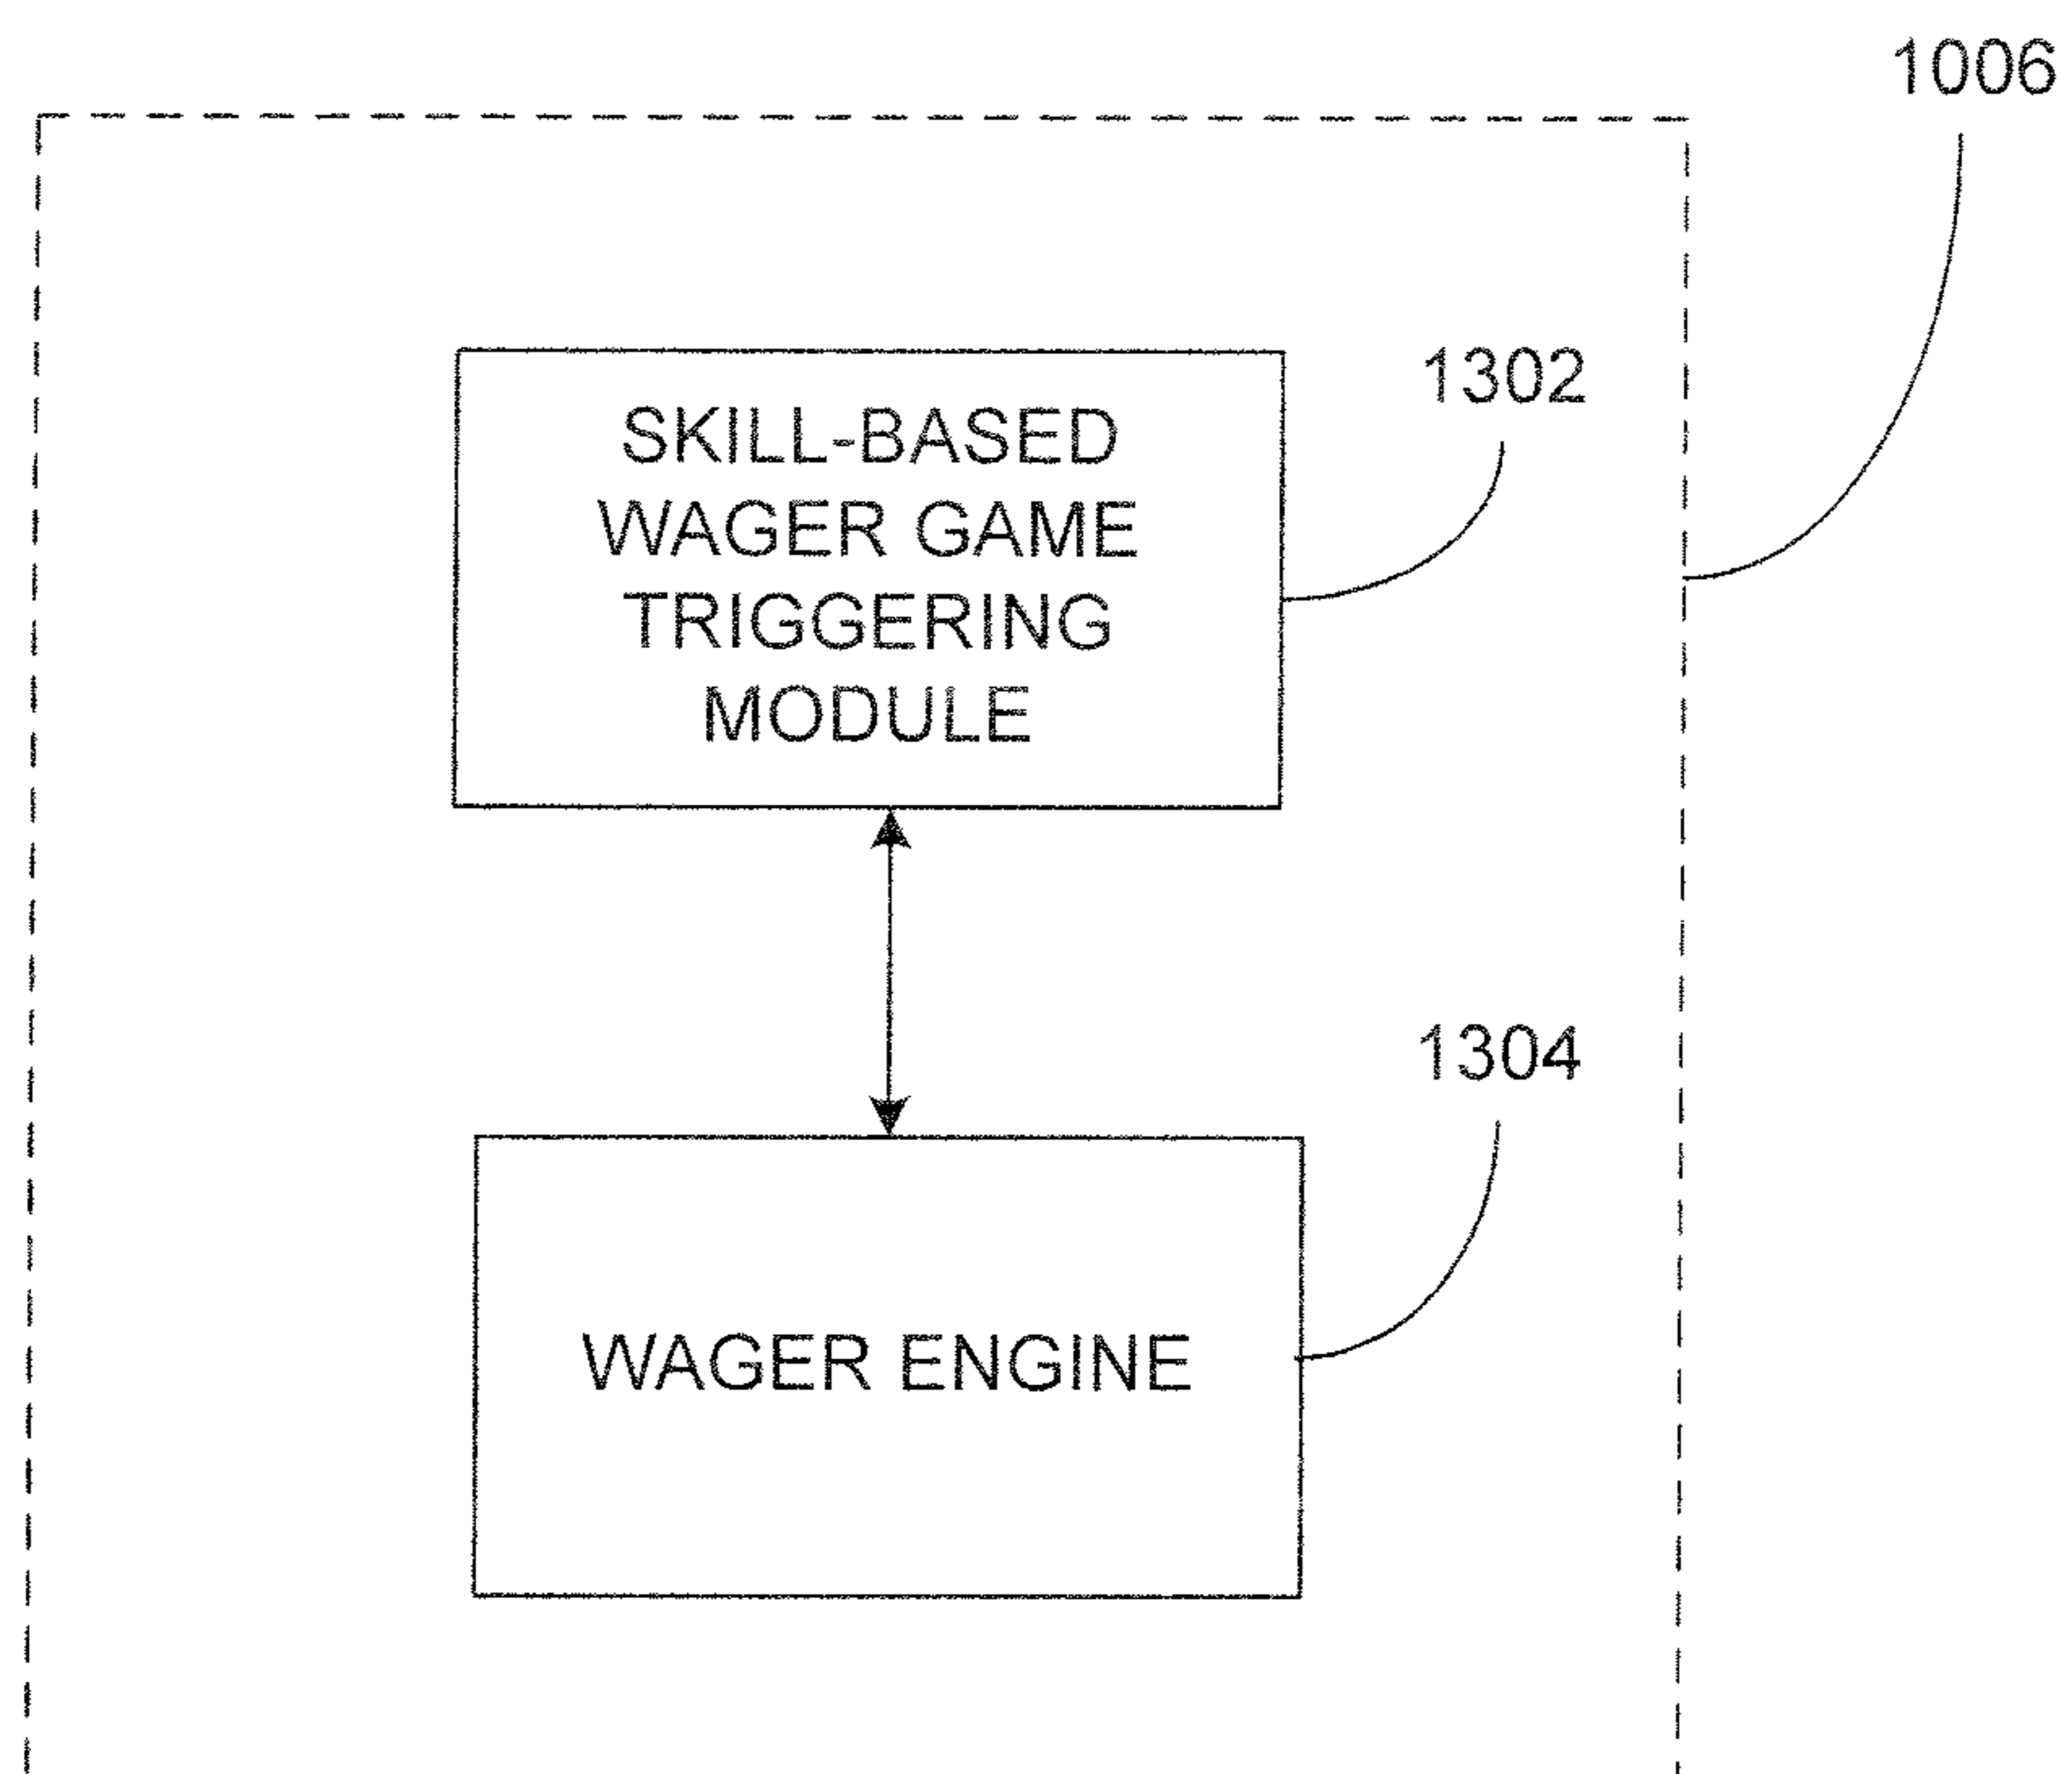 1006
SKILL-BASED
WAGER GAME
TRIGGERING
MODULE
1302
1304
WAGER ENGINE